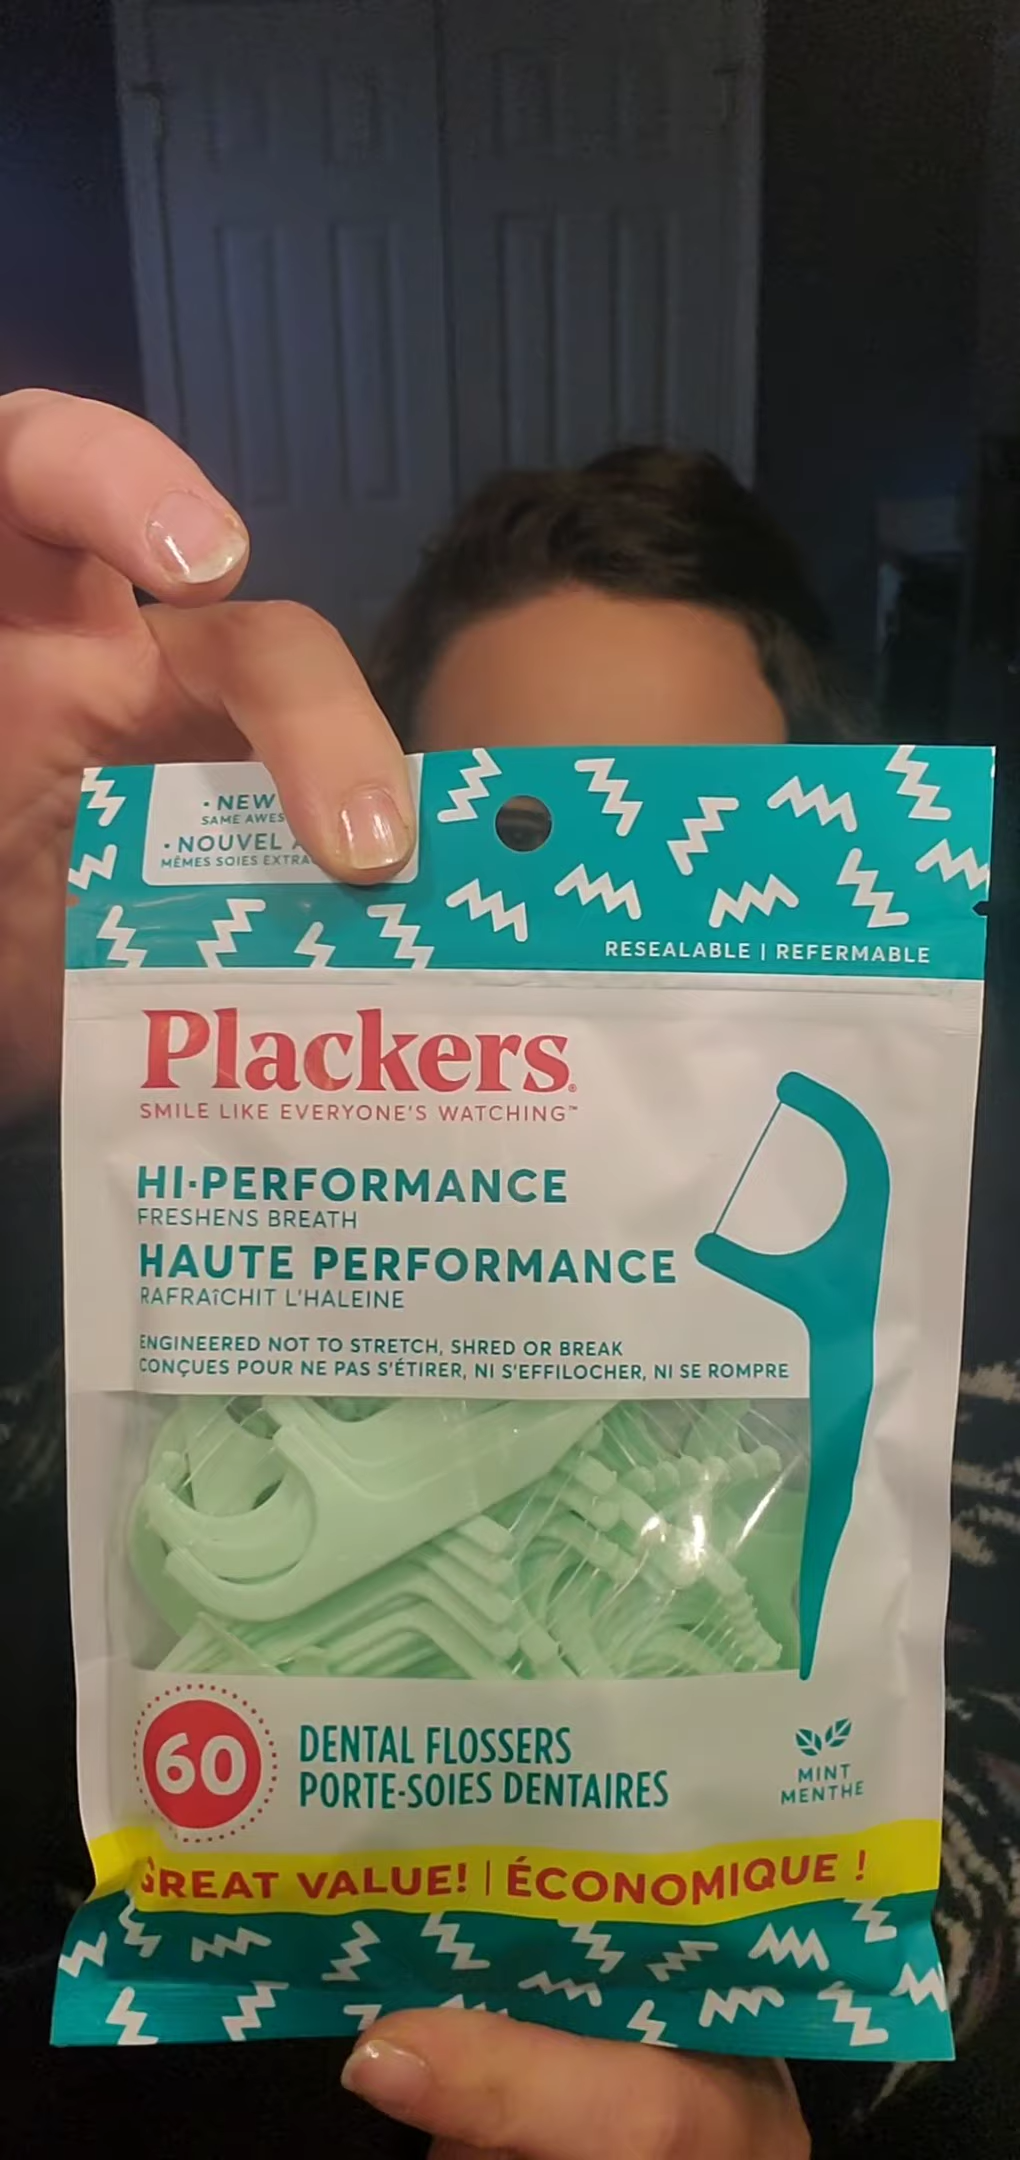 • NEW
SAME AWES
• NOUVEL
MÊMES SOIES EXTRA
RESEALABLE | REFERMABLE
Plackers®
SMILE LIKE EVERYONE'S WATCHING™
HI-PERFORMANCE
FRESHENS BREATH
HAUTE PERFORMANCE
RAFRAîCHIT L'HALEINE
ENGINEERED NOT TO STRETCH, SHRED OR BREAK
CONÇUES POUR NE PAS S'ÉTIRER, NI S'EFFILOCHER, NI SE ROMPRE
60
DENTAL FLOSSERS
PORTE-SOIES DENTAIRES
MINT
MENTHE
GREAT VALUE! | ÉCONOMIQUE !